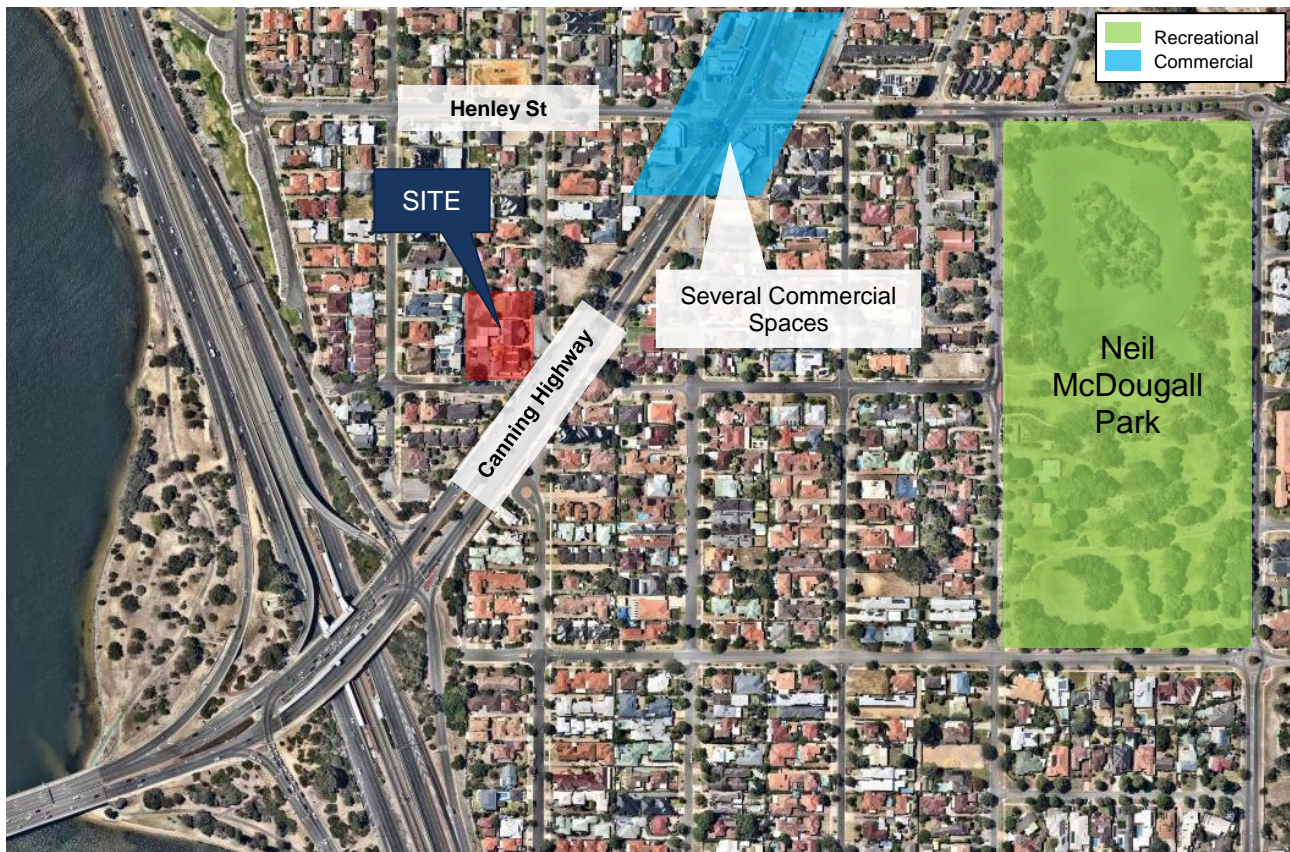 Recreational
Commercial
Henley St
SITE
Several Commercial
Spaces
Canning Highway
Neil
McDougall
Park